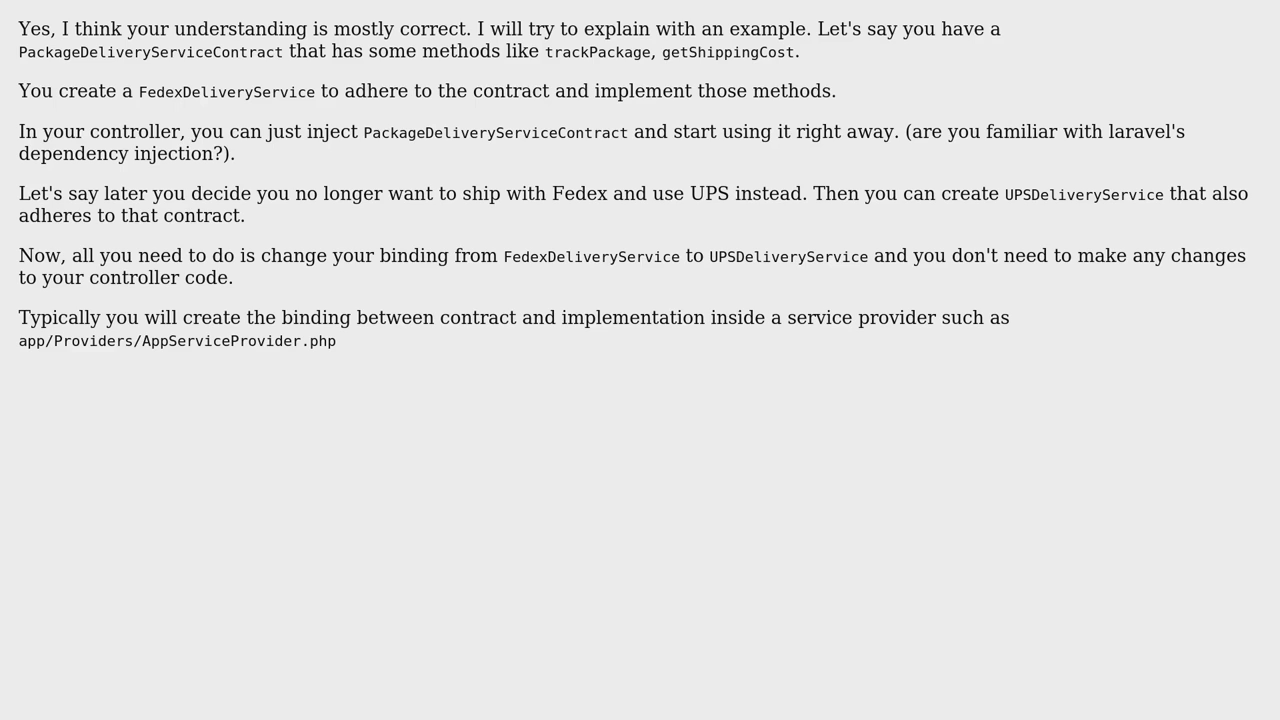 Yes, I think your understanding is mostly correct. I will try to explain with an example. Let's say you have a
PackageDeliveryServiceContract that has some methods like trackPackage, getShippingCost.
You create a FedexDeliveryService to adhere to the contract and implement those methods.
In your controller, you can just inject PackageDeliveryServiceContract and start using it right away. (are you familiar with laravel's
dependency injection?).
Let's say later you decide you no longer want to ship with Fedex and use UPS instead. Then you can create UPSDeliveryService that also
adheres to that contract.
Now, all you need to do is change your binding from FedexDeliveryService to UPSDeliveryService and you don't need to make any changes
to your controller code.
Typically you will create the binding between contract and implementation inside a service provider such as
app/Providers/AppServiceProvider.php